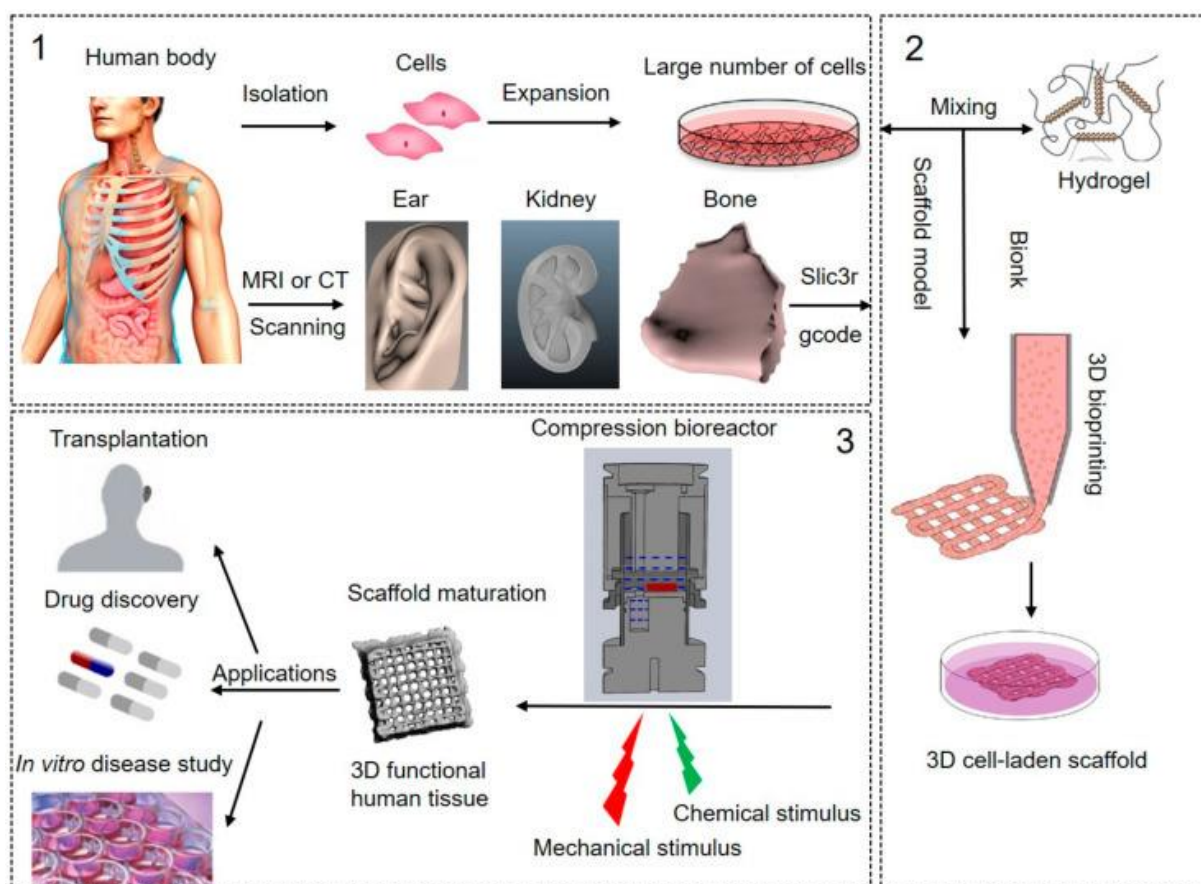 1
Human body
Isolation
Cells
Expansion
Large number of cells
MRI or CT
Scanning
Ear
Kidney
Bone
Slic3r
gcode
2
Mixing
Hydrogel
Scaffold model
Bionk
3D bioprinting
3D cell-laden scaffold
3
Compression bioreactor
Mechanical stimulus
Chemical stimulus
Scaffold maturation
3D functional
human tissue
Applications
Transplantation
Drug discovery
In vitro disease study